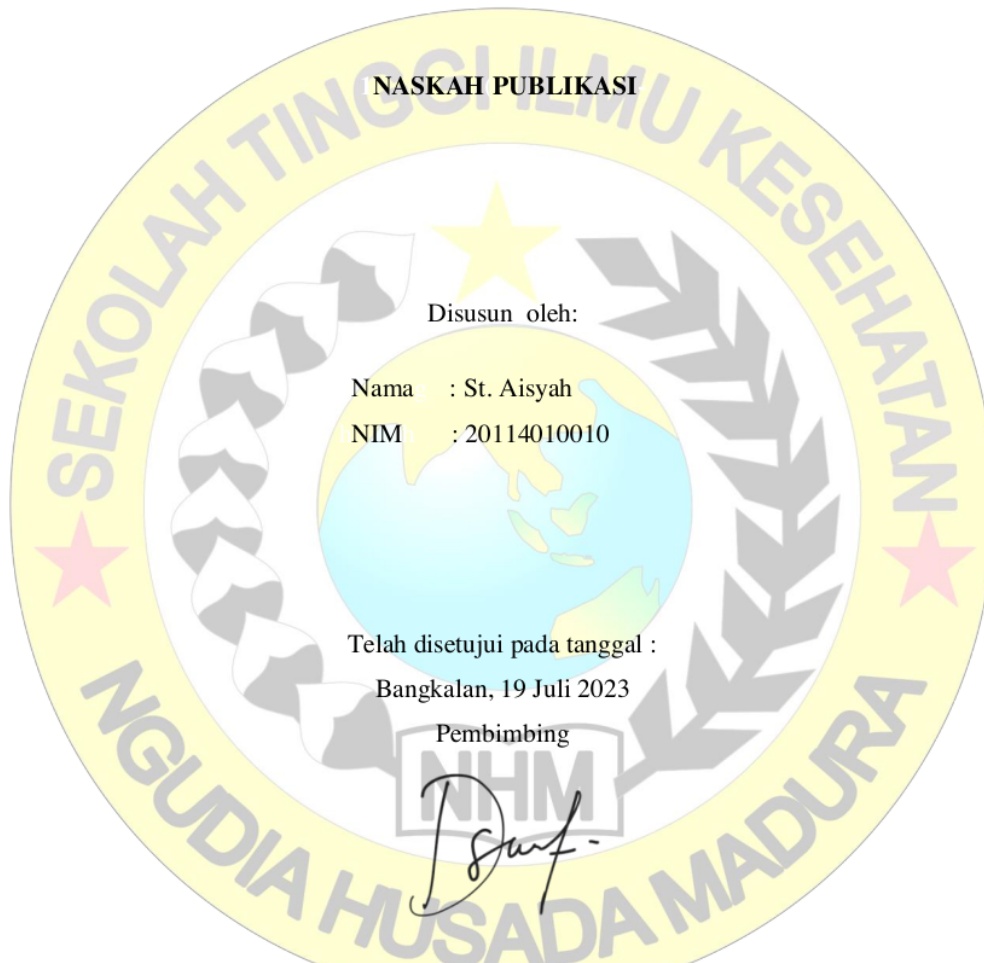 NASKAH PUBLIKASI
SEKOLAH TINGGI ILMU KESEHATAN
Disusun oleh:
Nama : St. Aisyah
NIM : 20114010010
Telah disetujui pada tanggal :
Bangkalan, 19 Juli 2023
Pembimbing
NHM
NGUDIA HUSADA MADURA